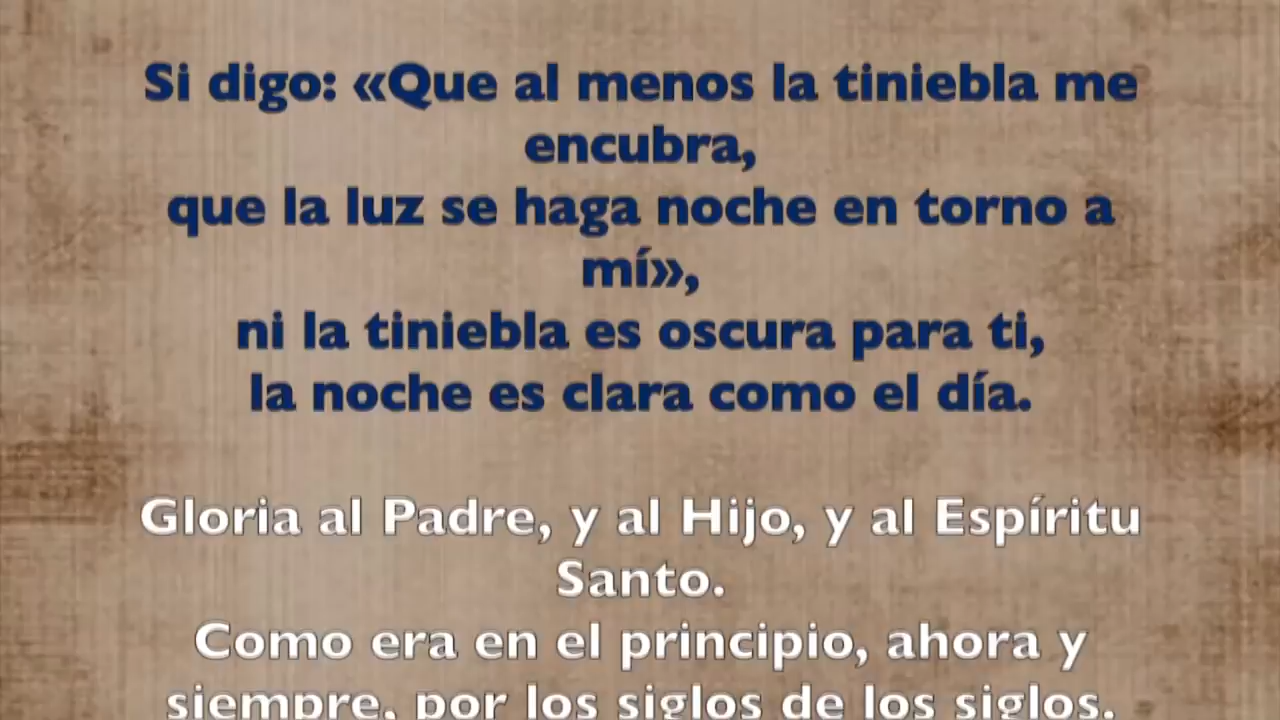 Si digo: «Que al menos la tiniebla me
encubra,
que la luz se haga noche en torno a
mí»,
ni la tiniebla es oscura para ti,
la noche es clara como el día.
Gloria al Padre, y al Hijo, y al Espíritu
Santo.
Como era en el principio, ahora y
siempre, por los siglos de los siglos.